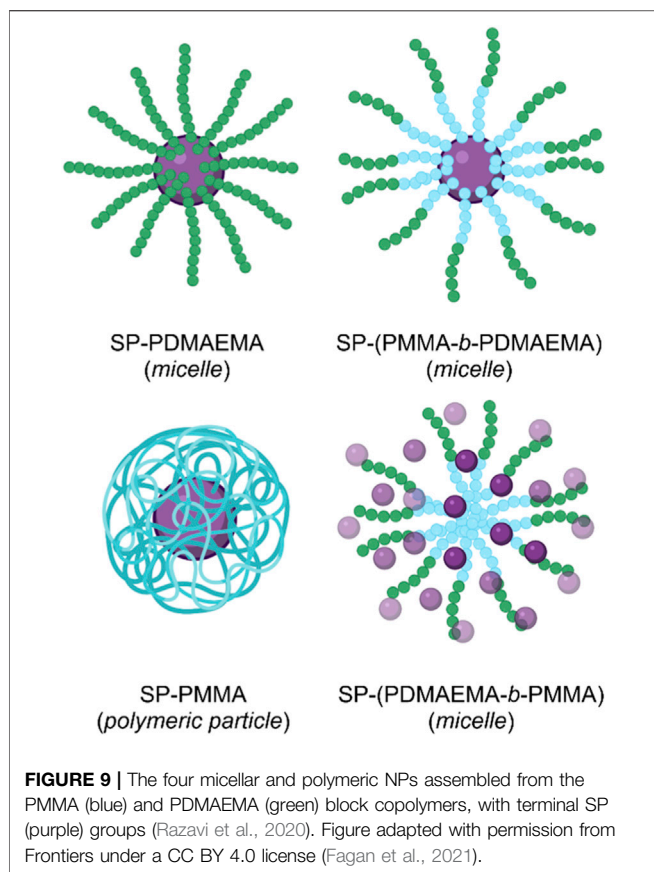 SP-PDMAEMA
(micelle)
SP-(PMMA-b-PDMAEMA)
(micelle)
SP-PMMA
(polymeric particle)
SP-(PDMAEMA-b-PMMA)
(micelle)
FIGURE 9 | The four micellar and polymeric NPs assembled from the
PMMA (blue) and PDMAEMA (green) block copolymers, with terminal SP
(purple) groups (Razavi et al., 2020). Figure adapted with permission from
Frontiers under a CC BY 4.0 license (Fagan et al., 2021).